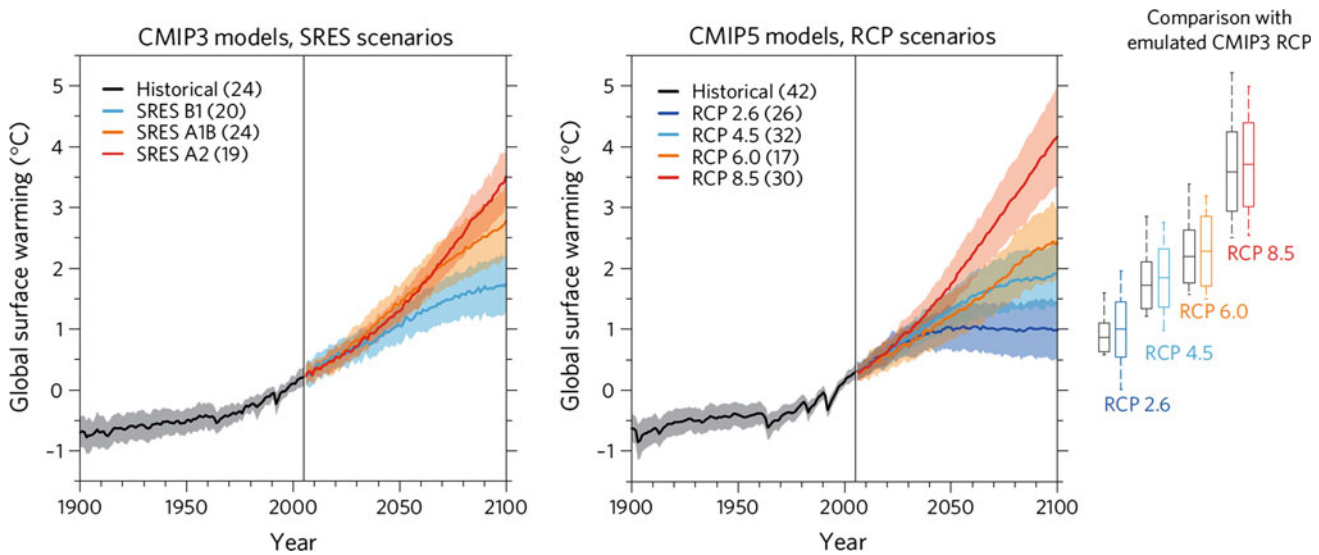 CMIP3 models, SRES scenarios
Global surface warming (°C)
5
4
3
2
1
0
-1
Historical (24)
SRES B1 (20)
SRES A1B (24)
SRES A2 (19)
1900 1950 2000 2050 2100
Year
CMIP5 models, RCP scenarios
Global surface warming (°C)
5
4
3
2
1
0
-1
Historical (42)
RCP 2.6 (26)
RCP 4.5 (32)
RCP 6.0 (17)
RCP 8.5 (30)
1900 1950 2000 2050 2100
Year
Comparison with
emulated CMIP3 RCP
RCP 8.5
RCP 6.0
RCP 4.5
RCP 2.6